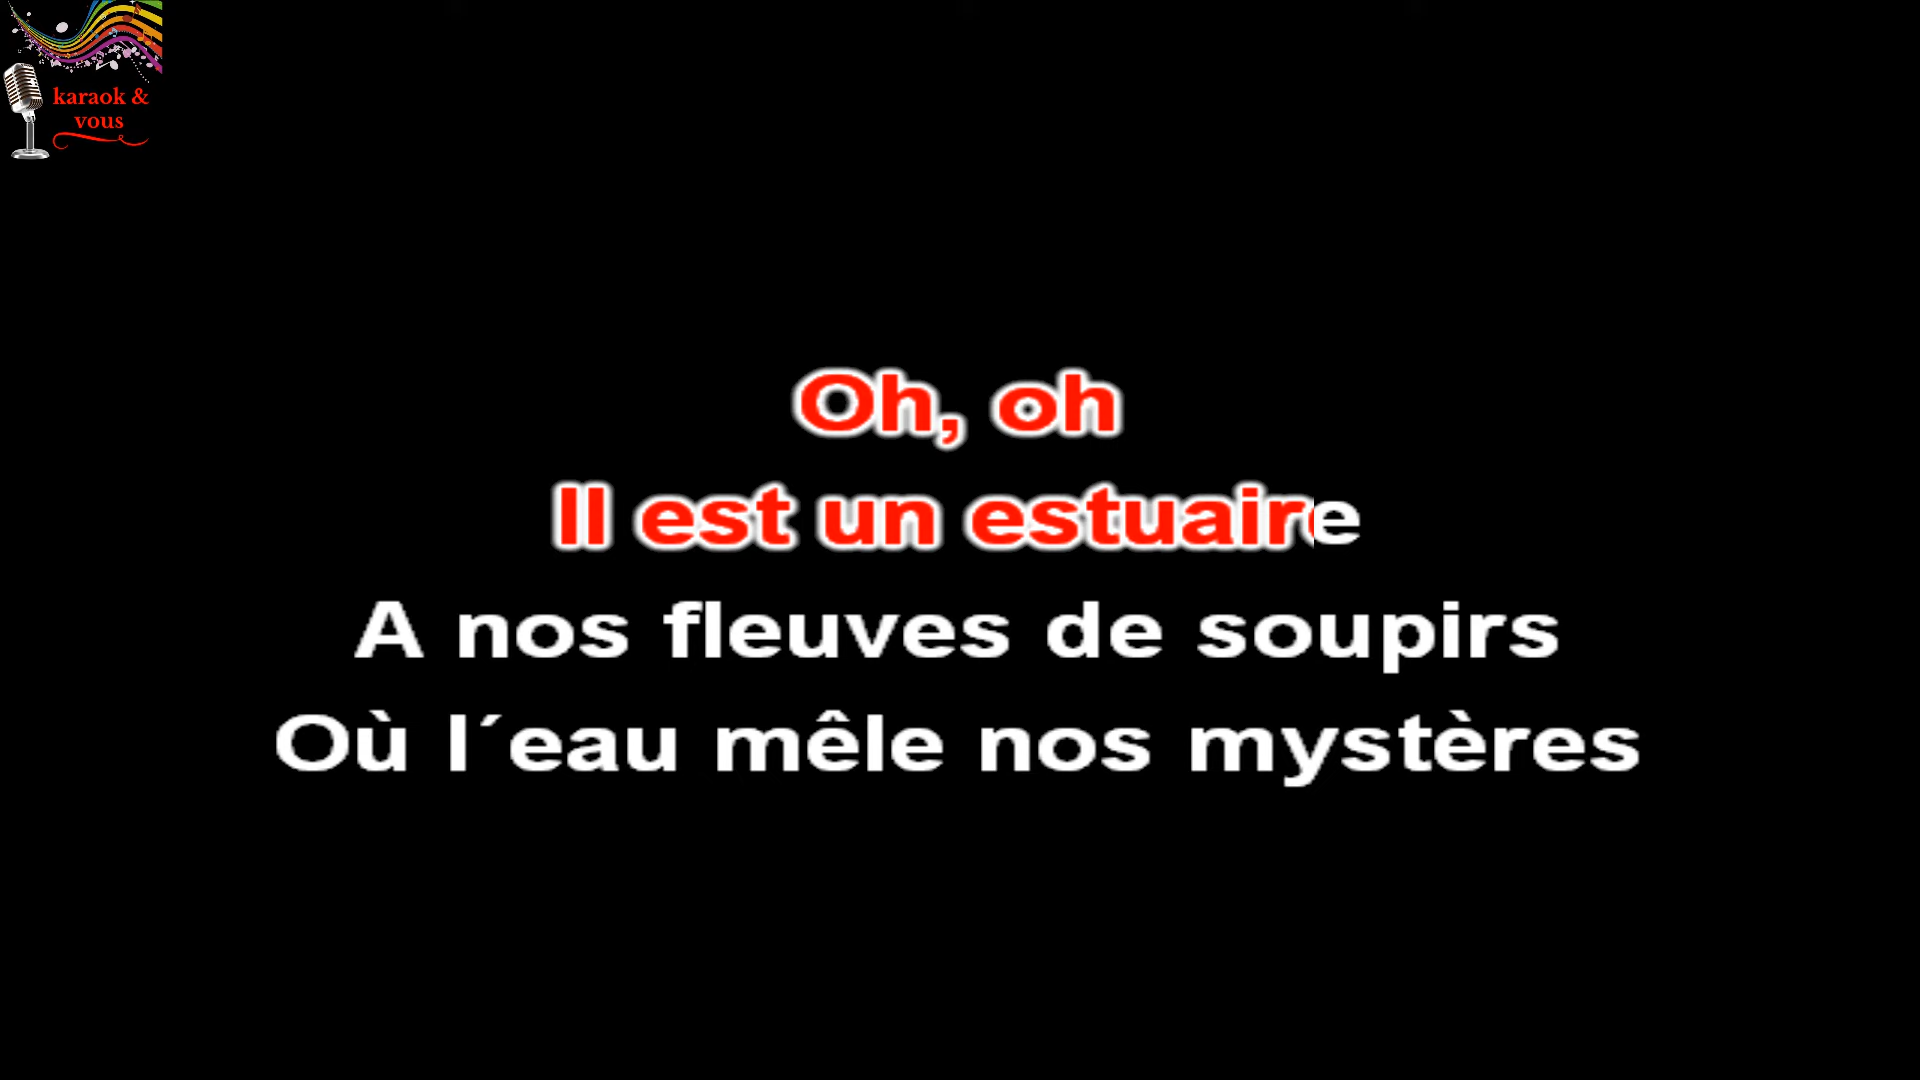 karaok &
vous
Oh, oh
Il est un estuaire
A nos fleuves de soupirs
Où l´eau mêle nos mystères